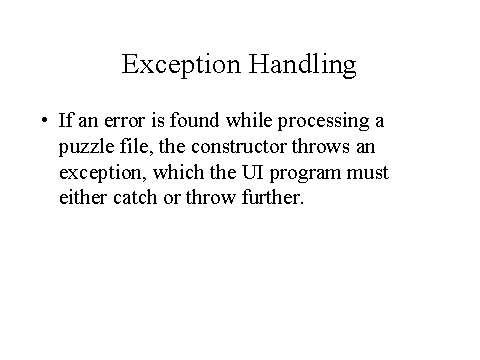 Exception Handling
• If an error is found while processing a
puzzle file, the constructor throws an
exception, which the UI program must
either catch or throw further.